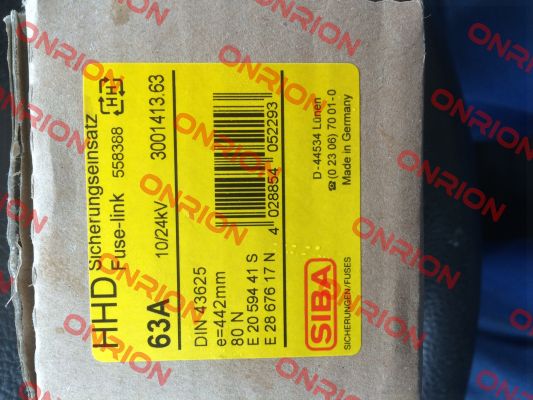 HHD Sicherungseinsatz
Fuse-link 558388
HH
63A 10/24kV 3001413.63
DIN 43625
e=442mm
80 N
E 20 594 41 S
E 28 676 17 N
4 028854 052293
SIBA
SICHERUNGEN/FUSES
D-44534 Lünen
☎(0 23 06) 70 01-0
Made in Germany
ONRION